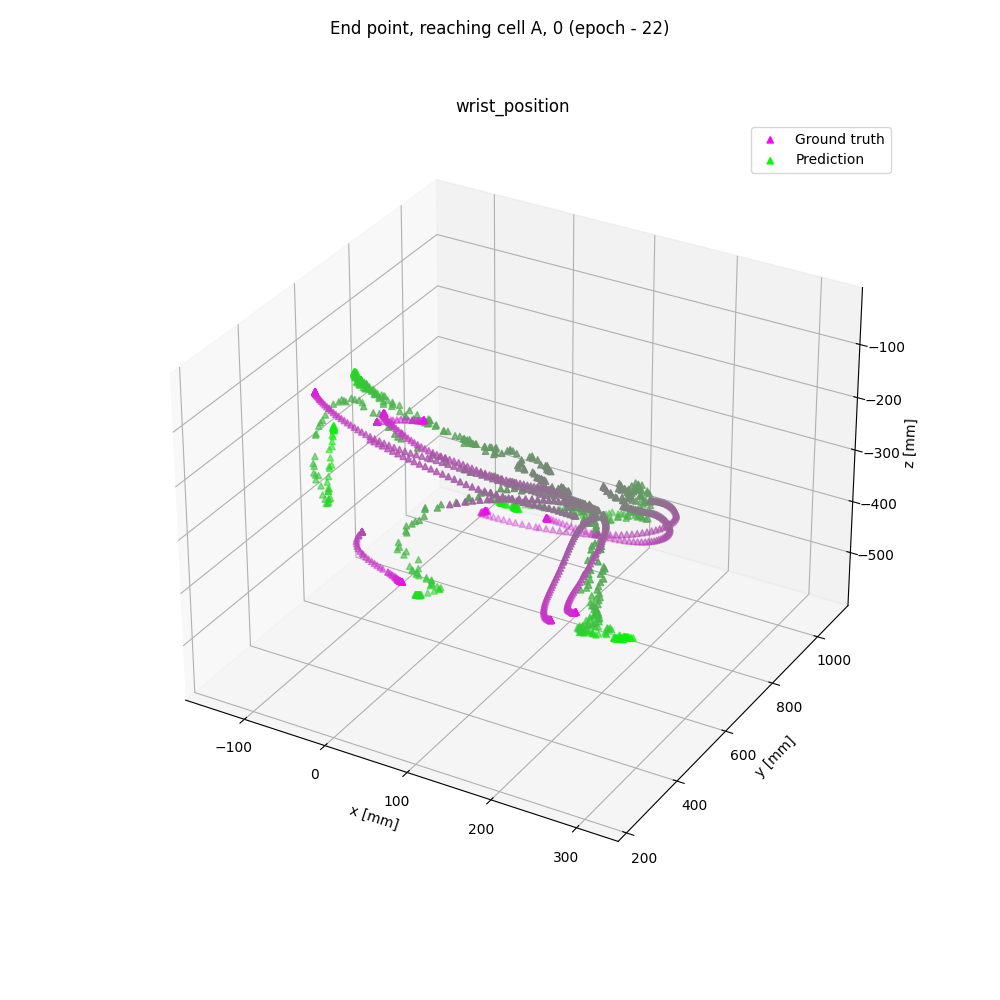 End point, reaching cell A, 0 (epoch - 22)
wrist_position
Ground truth
Prediction
−100
−200
−300
−400
−500
z [mm]
1000
800
600
400
200
y [mm]
−100
0
100
200
300
x [mm]